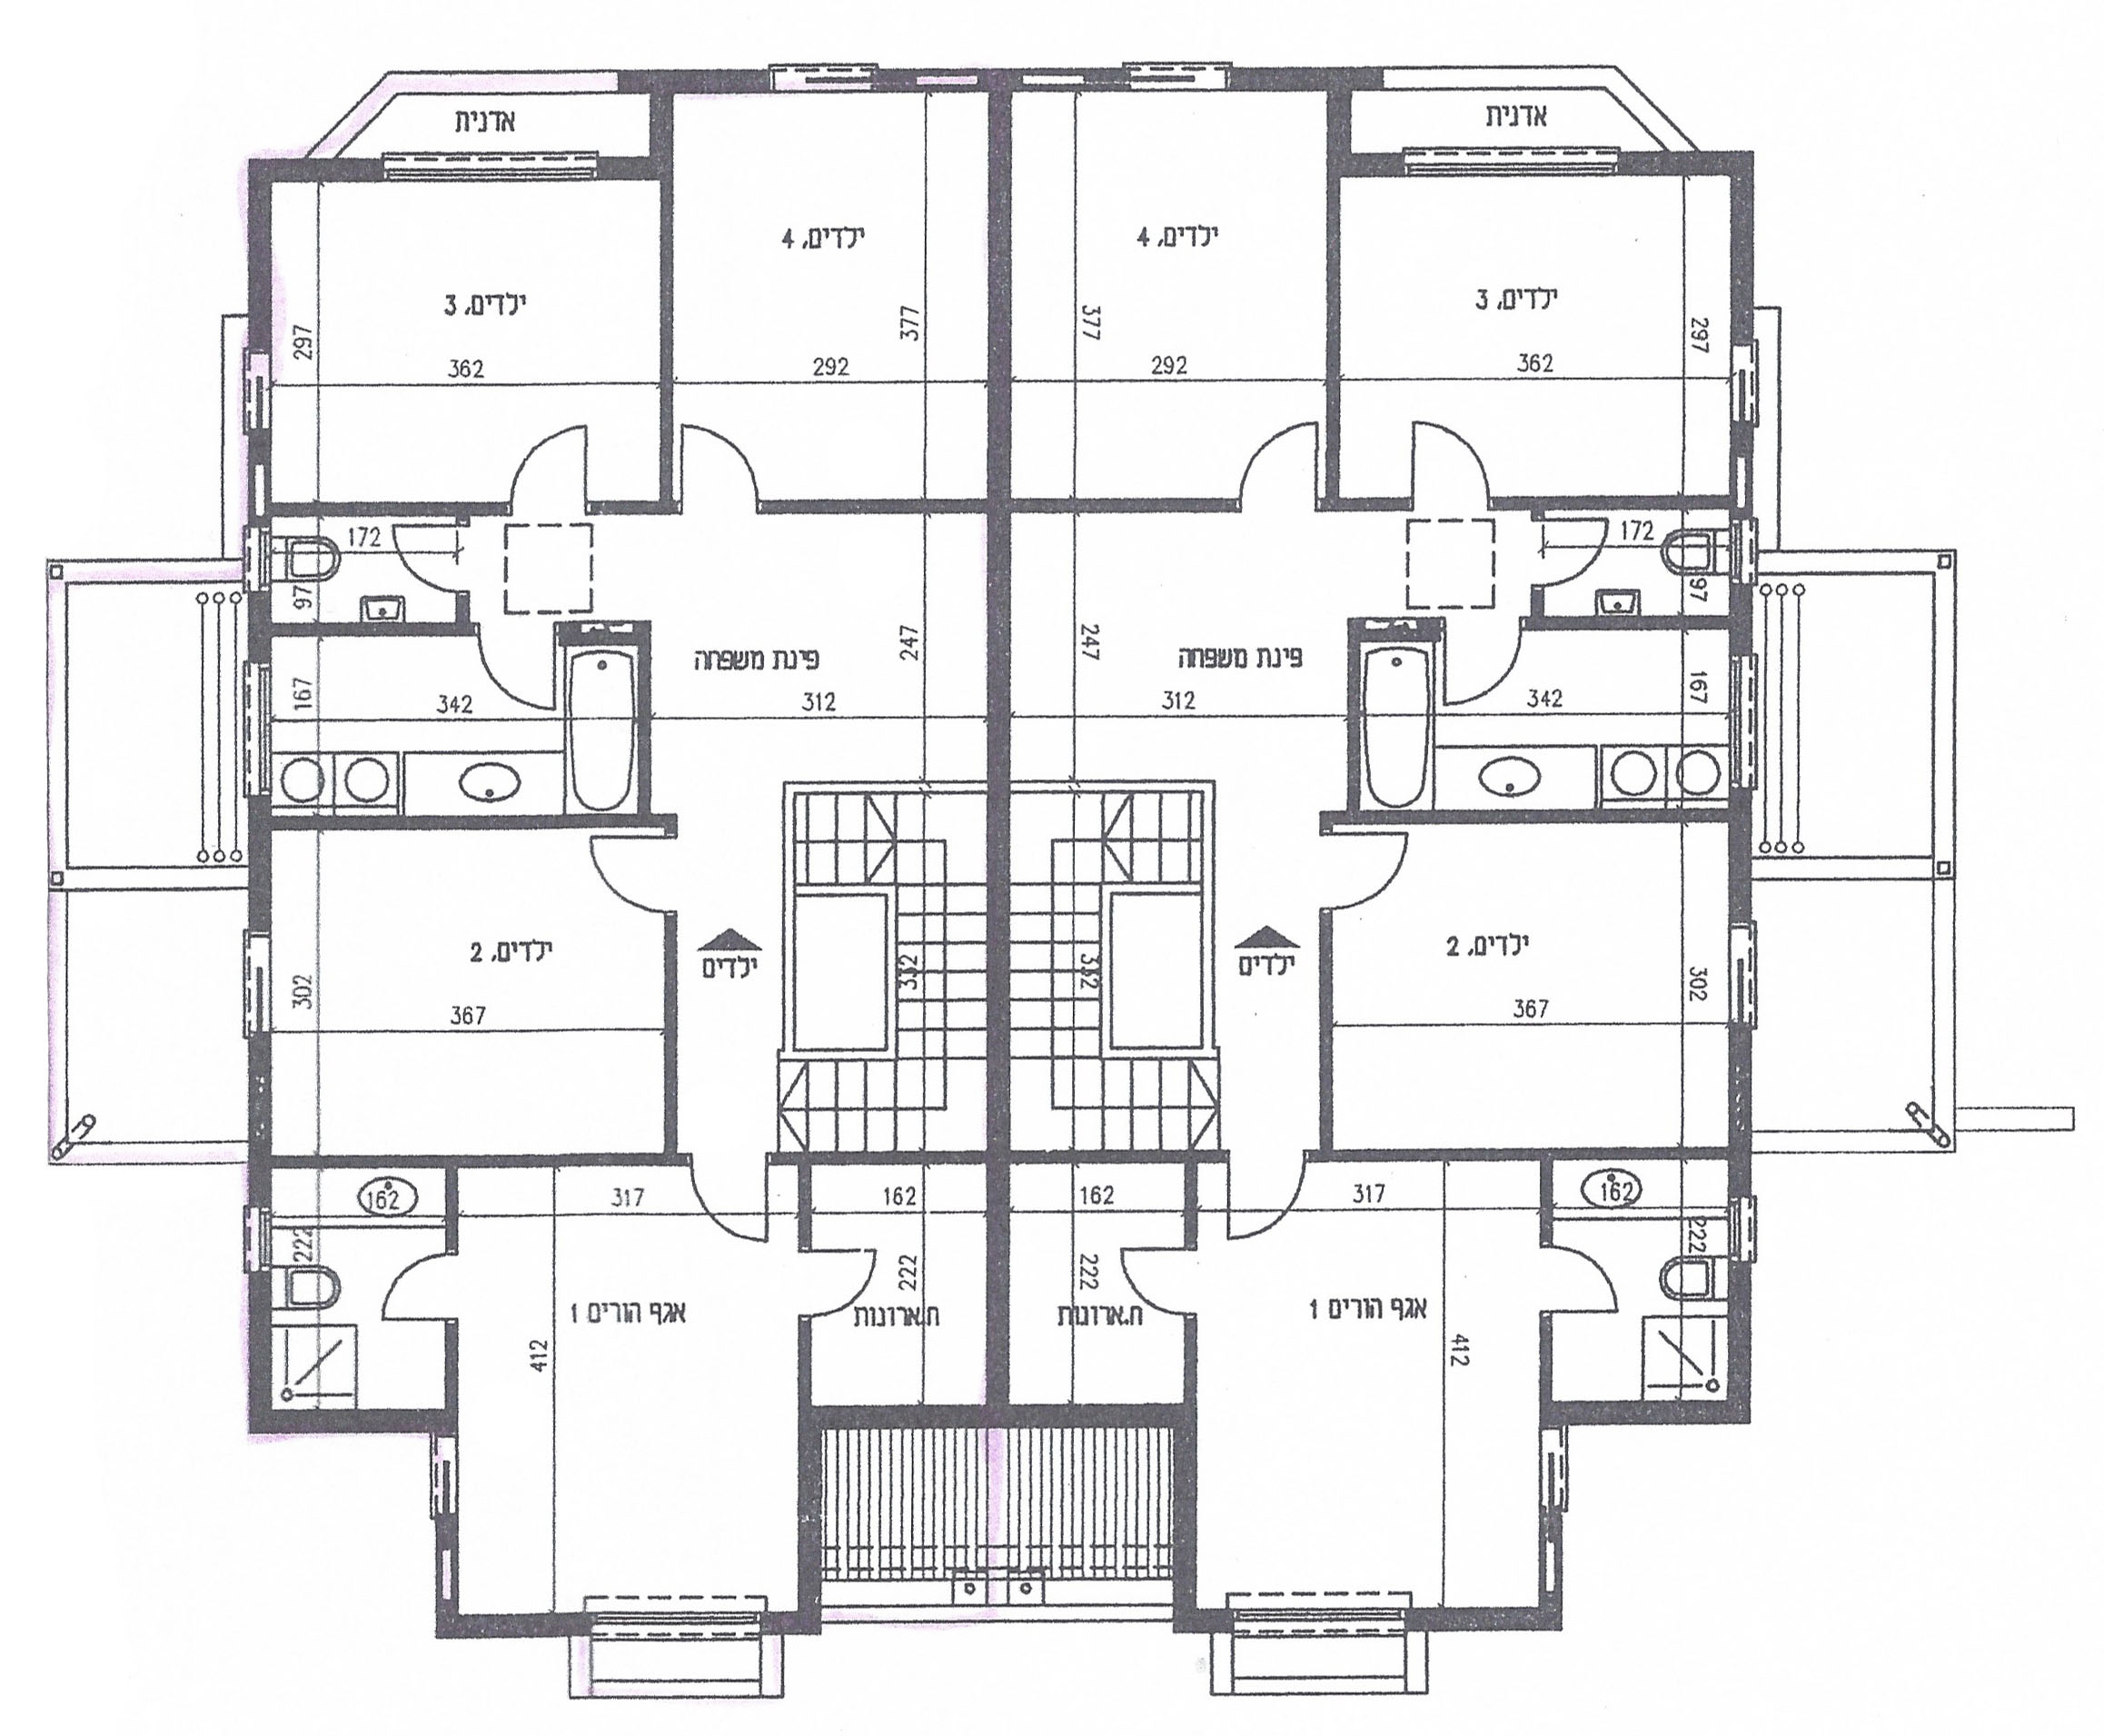 אדנית
אדנית
ילדים, 4
ילדים, 4
ילדים, 3
ילדים, 3
297
377
377
297
362
292
292
362
172
172
97
97
פינת משפחה
פינת משפחה
247
247
167
167
342
312
312
342
ילדים, 2
ילדים, 2
ילדים
ילדים
302
332
332
302
367
367
162
317
162
162
317
162
222
222
222
222
אגף הורים 1
ח.ארונות
ח.ארונות
אגף הורים 1
412
412